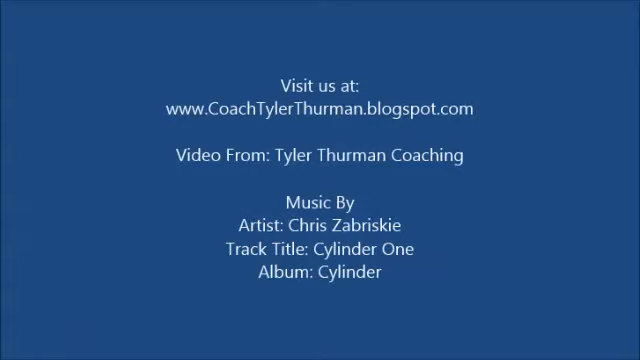 Visit us at:
www.CoachTylerThurman.blogspot.com
Video From: Tyler Thurman Coaching
Music By
Artist: Chris Zabriskie
Track Title: Cylinder One
Album: Cylinder